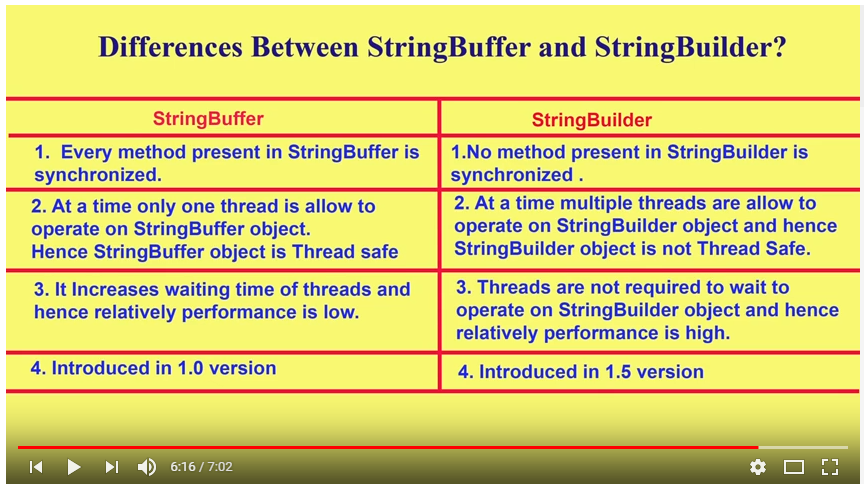 Differences Between StringBuffer and StringBuilder?
StringBuffer
StringBuilder
1. Every method present in StringBuffer is
synchronized.
1.No method present in StringBuilder is
synchronized .
2. At a time only one thread is allow to
operate on StringBuffer object.
Hence StringBuffer object is Thread safe
2. At a time multiple threads are allow to
operate on StringBuilder object and hence
StringBuilder object is not Thread Safe.
3. It Increases waiting time of threads and
hence relatively performance is low.
3. Threads are not required to wait to
operate on StringBuilder object and hence
relatively performance is high.
4. Introduced in 1.0 version
4. Introduced in 1.5 version
6:16 / 7:02